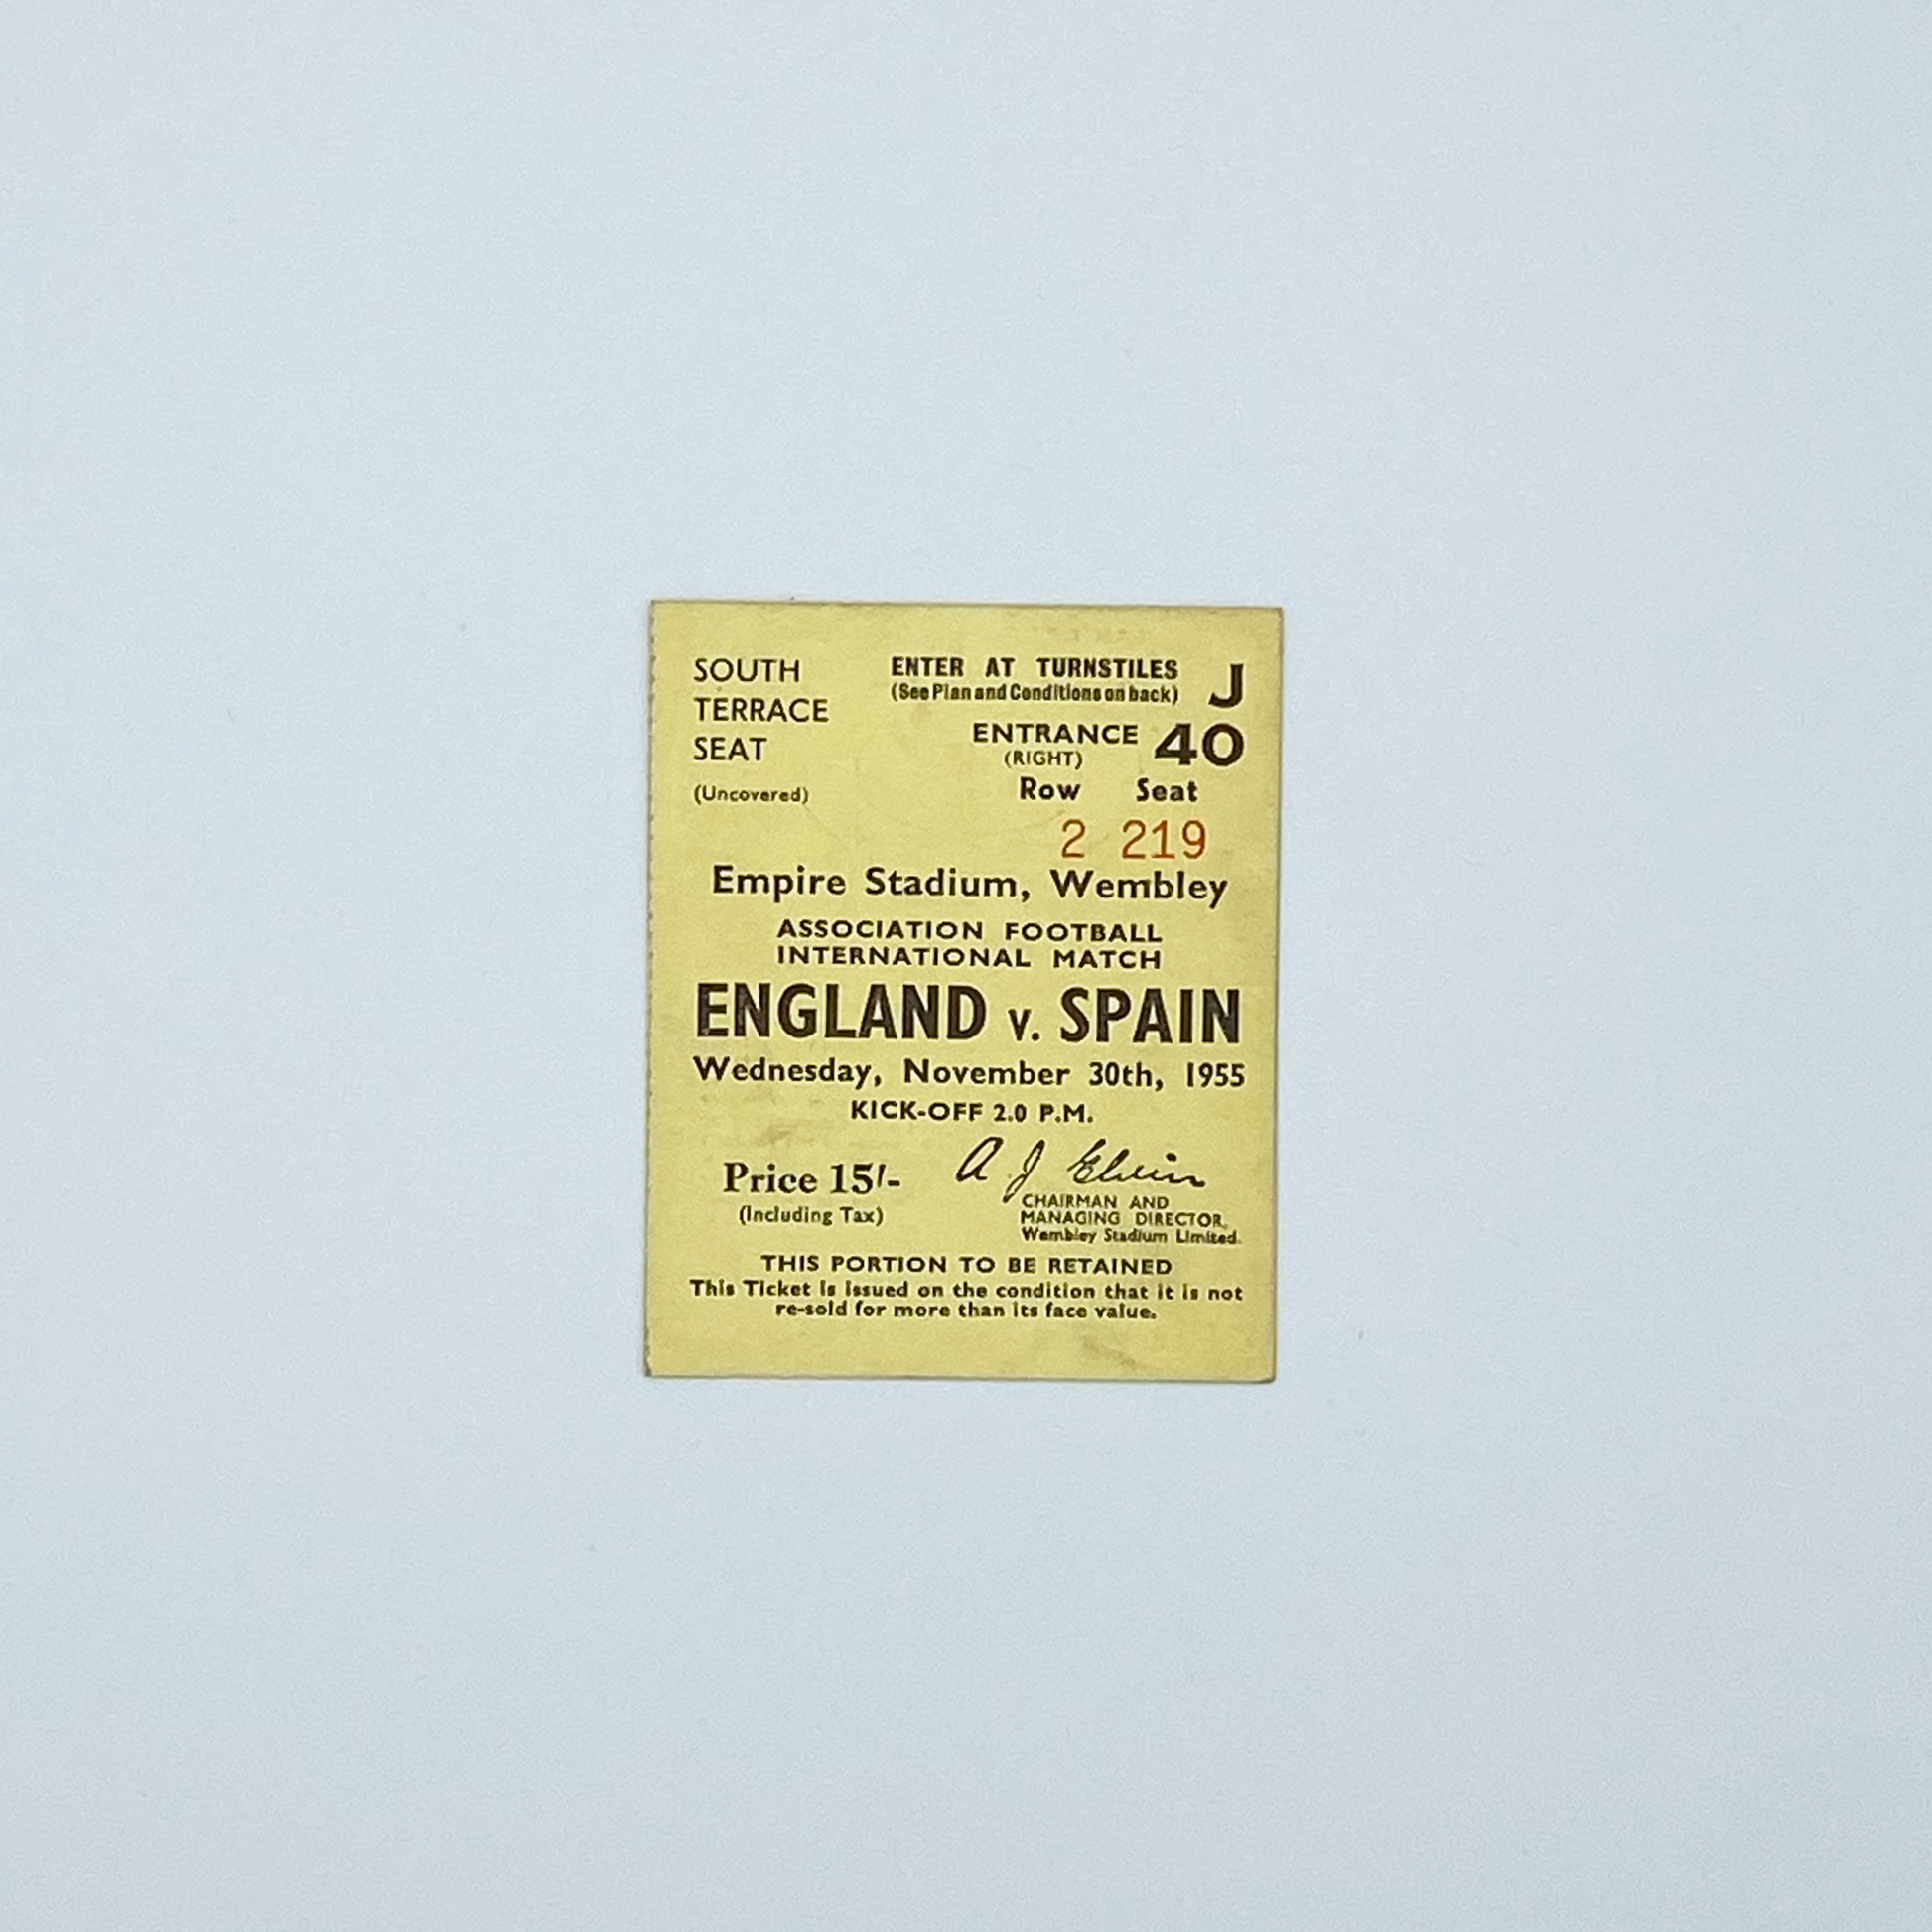 SOUTH
TERRACE
SEAT
(Uncovered)
ENTER AT TURNSTILES J
(See Plan and Conditions on back)
ENTRANCE 40
(RIGHT)
Row Seat
2 219
Empire Stadium, Wembley
ASSOCIATION FOOTBALL
INTERNATIONAL MATCH
ENGLAND v. SPAIN
Wednesday, November 30th, 1955
KICK-OFF 2.0 P.M.
Price 15/-
(Including Tax)
A J Elvin
CHAIRMAN AND
MANAGING DIRECTOR,
Wembley Stadium Limited.
THIS PORTION TO BE RETAINED
This Ticket is issued on the condition that it is not
re-sold for more than its face value.